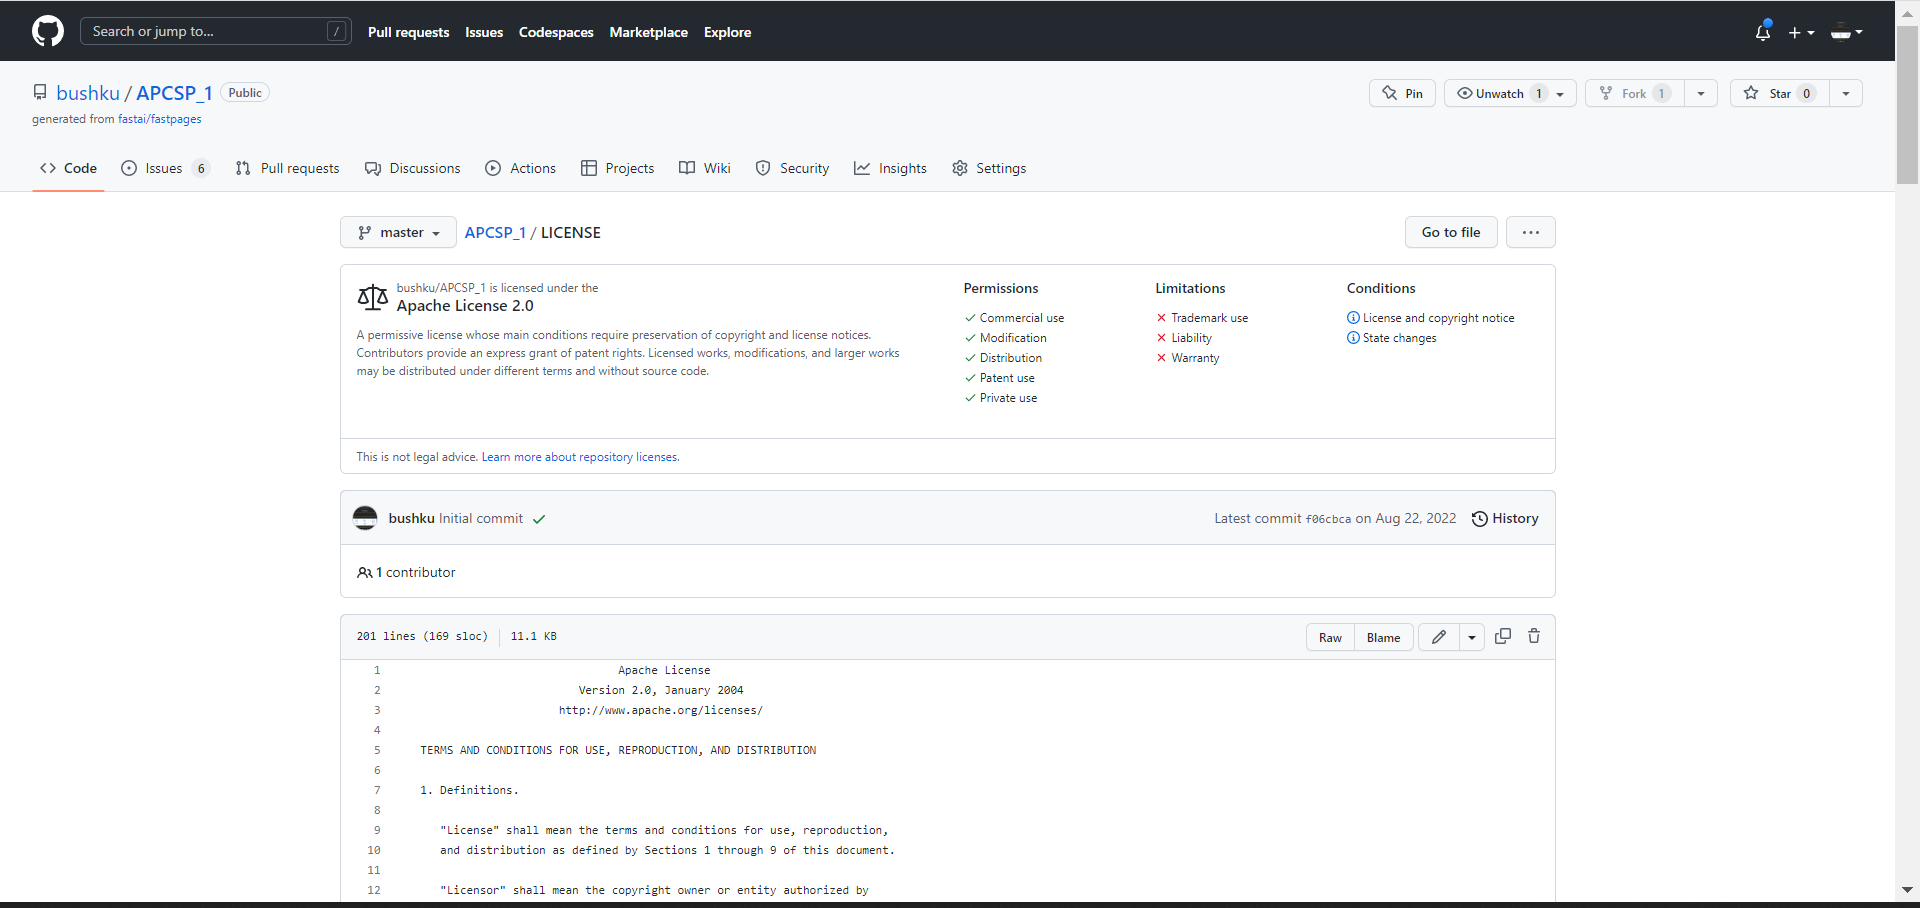 Search or jump to... /
Pull requests Issues Codespaces Marketplace Explore
bushku / APCSP_1 Public
Pin Unwatch 1 Fork 1 Star 0
generated from fastai/fastpages
Code Issues 6 Pull requests Discussions Actions Projects Wiki Security Insights Settings
master APCSP_1 / LICENSE Go to file ...
bushku/APCSP_1 is licensed under the
Apache License 2.0
A permissive license whose main conditions require preservation of copyright and license notices.
Contributors provide an express grant of patent rights. Licensed works, modifications, and larger works
may be distributed under different terms and without source code.
Permissions
Commercial use
Modification
Distribution
Patent use
Private use
Limitations
Trademark use
Liability
Warranty
Conditions
License and copyright notice
State changes
This is not legal advice. Learn more about repository licenses.
bushku Initial commit Latest commit f06cbca on Aug 22, 2022 History
1 contributor
201 lines (169 sloc) 11.1 KB Raw Blame
1 Apache License
2 Version 2.0, January 2004
3 http://www.apache.org/licenses/
4
5 TERMS AND CONDITIONS FOR USE, REPRODUCTION, AND DISTRIBUTION
6
7 1. Definitions.
8
9 "License" shall mean the terms and conditions for use, reproduction,
10 and distribution as defined by Sections 1 through 9 of this document.
11
12 "Licensor" shall mean the copyright owner or entity authorized by